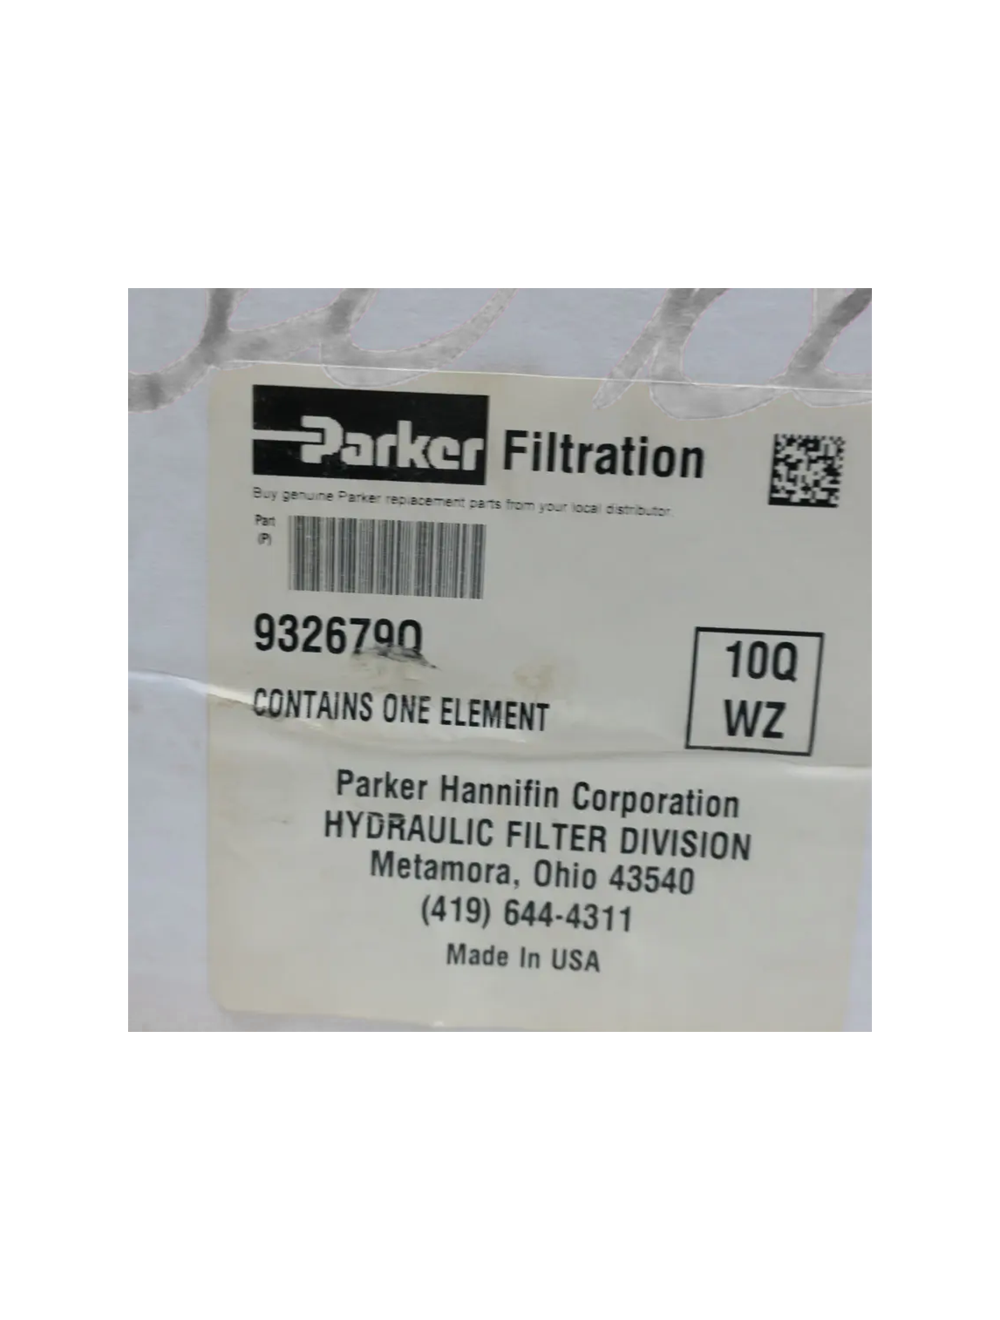 Parker Filtration
Buy genuine Parker replacement parts from your local distributor.
Part
(P)
932679Q
CONTAINS ONE ELEMENT
10Q
WZ
Parker Hannifin Corporation
HYDRAULIC FILTER DIVISION
Metamora, Ohio 43540
(419) 644-4311
Made In USA